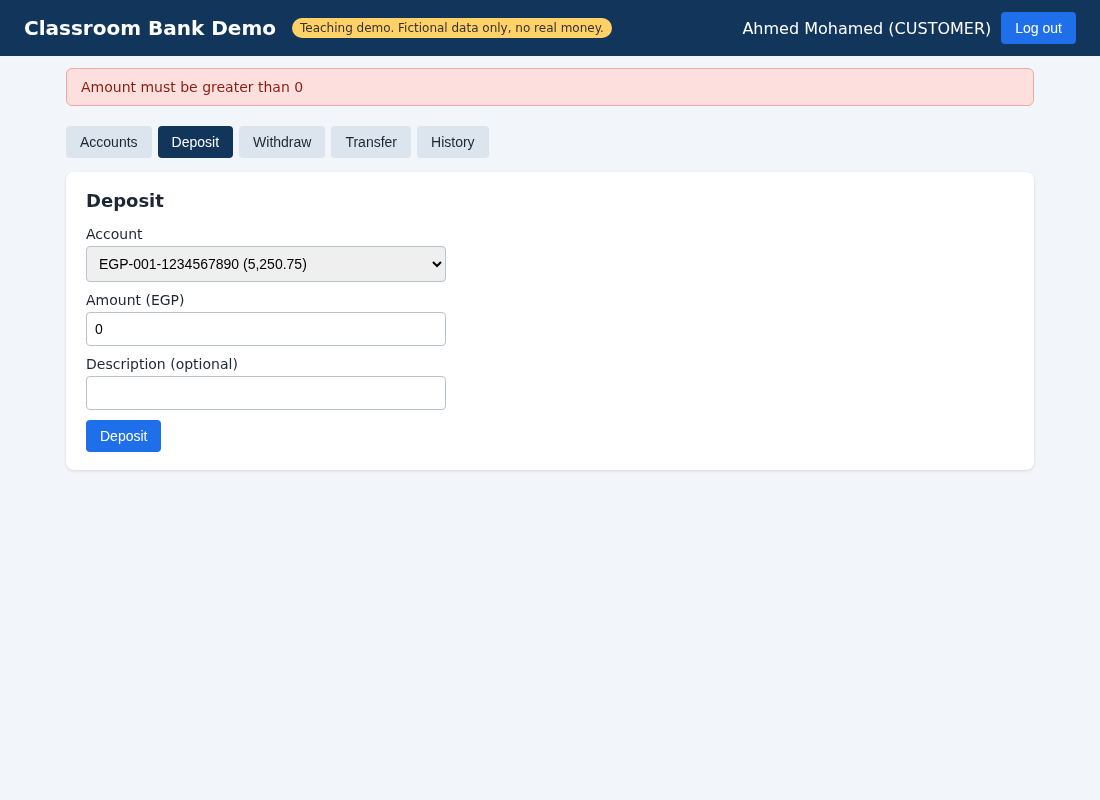 Classroom Bank Demo Teaching demo. Fictional data only, no real money. Ahmed Mohamed (CUSTOMER) Log out
Amount must be greater than 0
Accounts Deposit Withdraw Transfer History
Deposit
Account
EGP-001-1234567890 (5,250.75)
Amount (EGP)
0
Description (optional)
Deposit